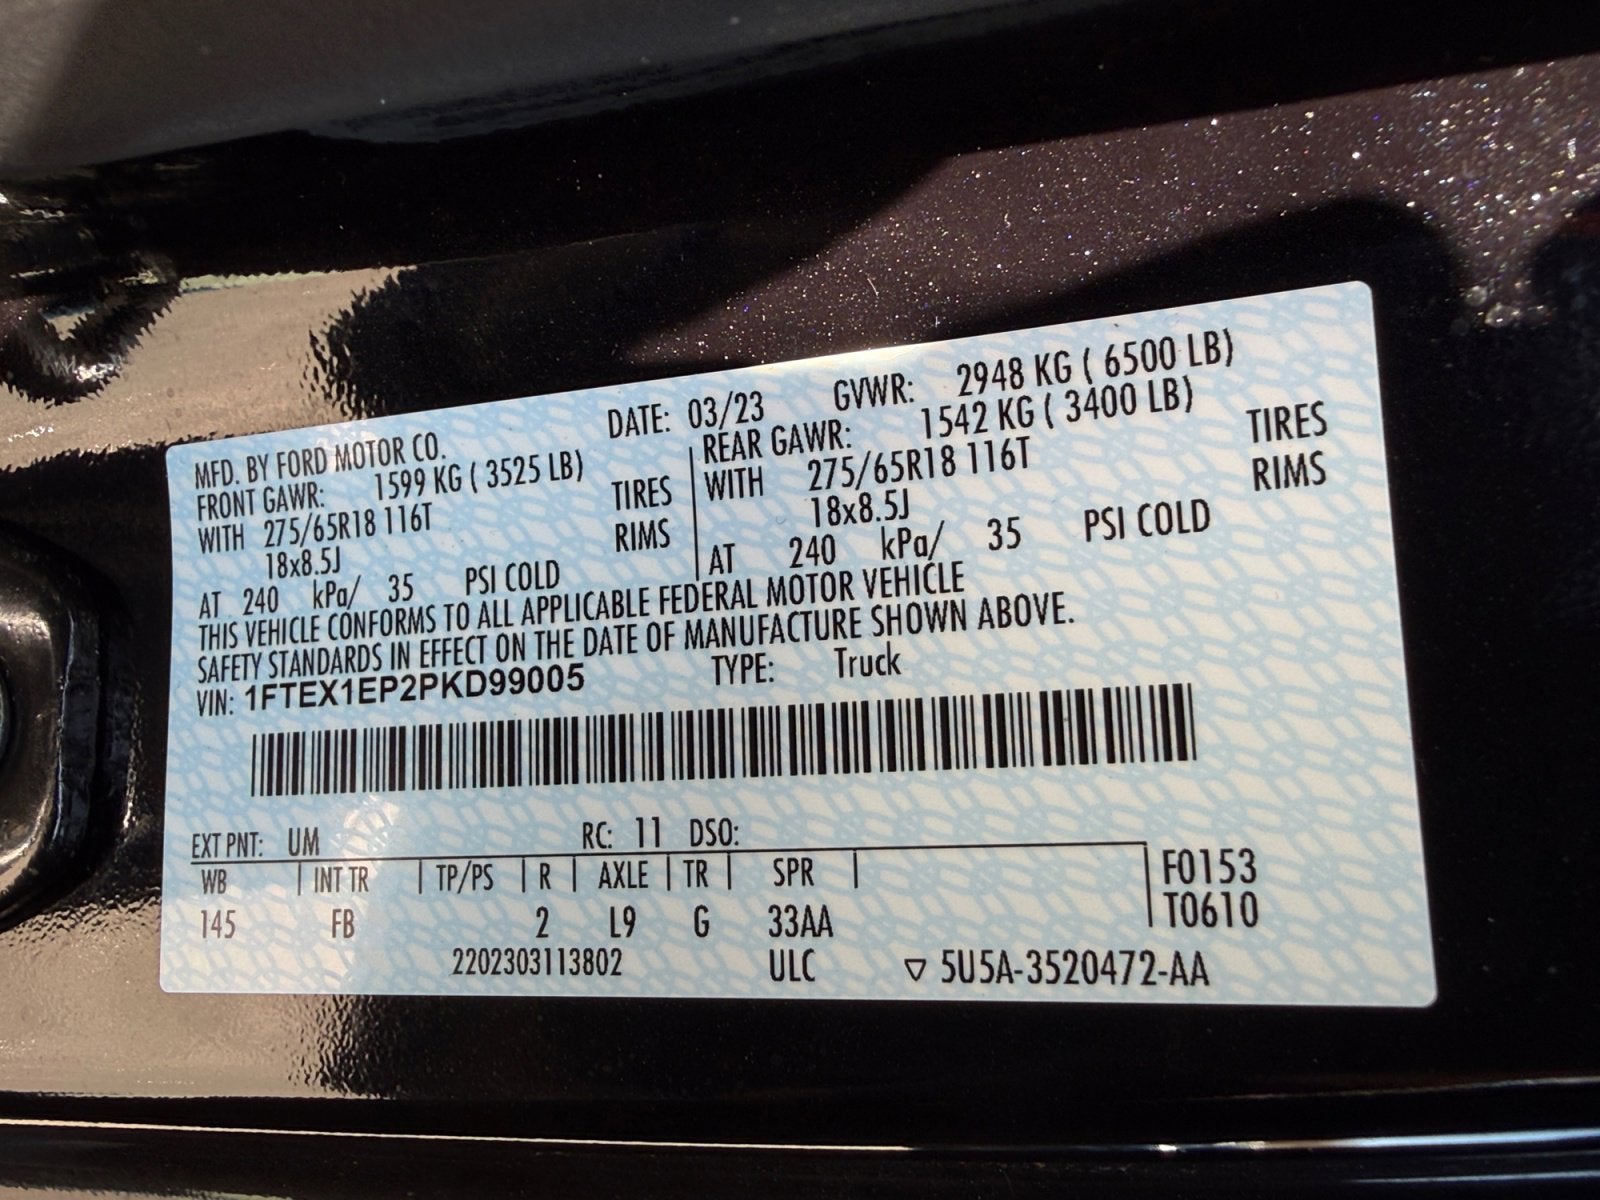 MFD. BY FORD MOTOR CO.
DATE: 03/23 GVWR: 2948 KG ( 6500 LB)
FRONT GAWR: 1599 KG ( 3525 LB)
WITH 275/65R18 116T TIRES
18x8.5J RIMS
AT 240 kPa/ 35 PSI COLD
REAR GAWR: 1542 KG ( 3400 LB)
WITH 275/65R18 116T TIRES
18x8.5J RIMS
AT 240 kPa/ 35 PSI COLD
THIS VEHICLE CONFORMS TO ALL APPLICABLE FEDERAL MOTOR VEHICLE
SAFETY STANDARDS IN EFFECT ON THE DATE OF MANUFACTURE SHOWN ABOVE.
VIN: 1FTEX1EP2PKD99005 TYPE: Truck
EXT PNT: UM RC: 11 DSO:
WB | INT TR | TP/PS | R | AXLE | TR | SPR | F0153
145 FB 2 L9 G 33AA T0610
2202303113802 ULC ▽ 5U5A-3520472-AA